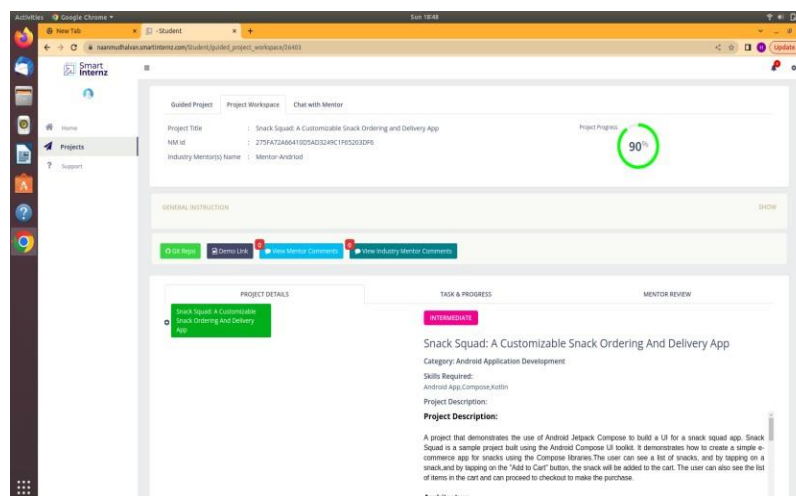 Activities Google Chrome Sun 18:48
New Tab -Student
naanmudhalvan.smartinternz.com/Student/guided_project_workspace/26403 Update
Smart
Internz
Guided Project Project Workspace Chat with Mentor
Home
Projects
Support
Project Title : Snack Squad: A Customizable Snack Ordering and Delivery App
NM Id :
Industry Mentor(s) Name : Mentor-Andriod
Project Progress
90%
GENERAL INSTRUCTION SHOW
Git Repo Demo Link 0 View Mentor Comments 0 View Industry Mentor Comments
PROJECT DETAILS TASK & PROGRESS MENTOR REVIEW
Snack Squad: A Customizable
Snack Ordering And Delivery
App
INTERMEDIATE
Snack Squad: A Customizable Snack Ordering And Delivery App
Category: Android Application Development
Skills Required:
Android App,Compose,Kotlin
Project Description:
Project Description:
A project that demonstrates the use of Android Jetpack Compose to build a UI for a snack squad app. Snack
Squad is a sample project built using the Android Compose UI toolkit. It demonstrates how to create a simple e-
commerce app for snacks using the Compose libraries.The user can see a list of snacks, and by tapping on a
snack,and by tapping on the "Add to Cart" button, the snack will be added to the cart. The user can also see the list
of items in the cart and can proceed to checkout to make the purchase.